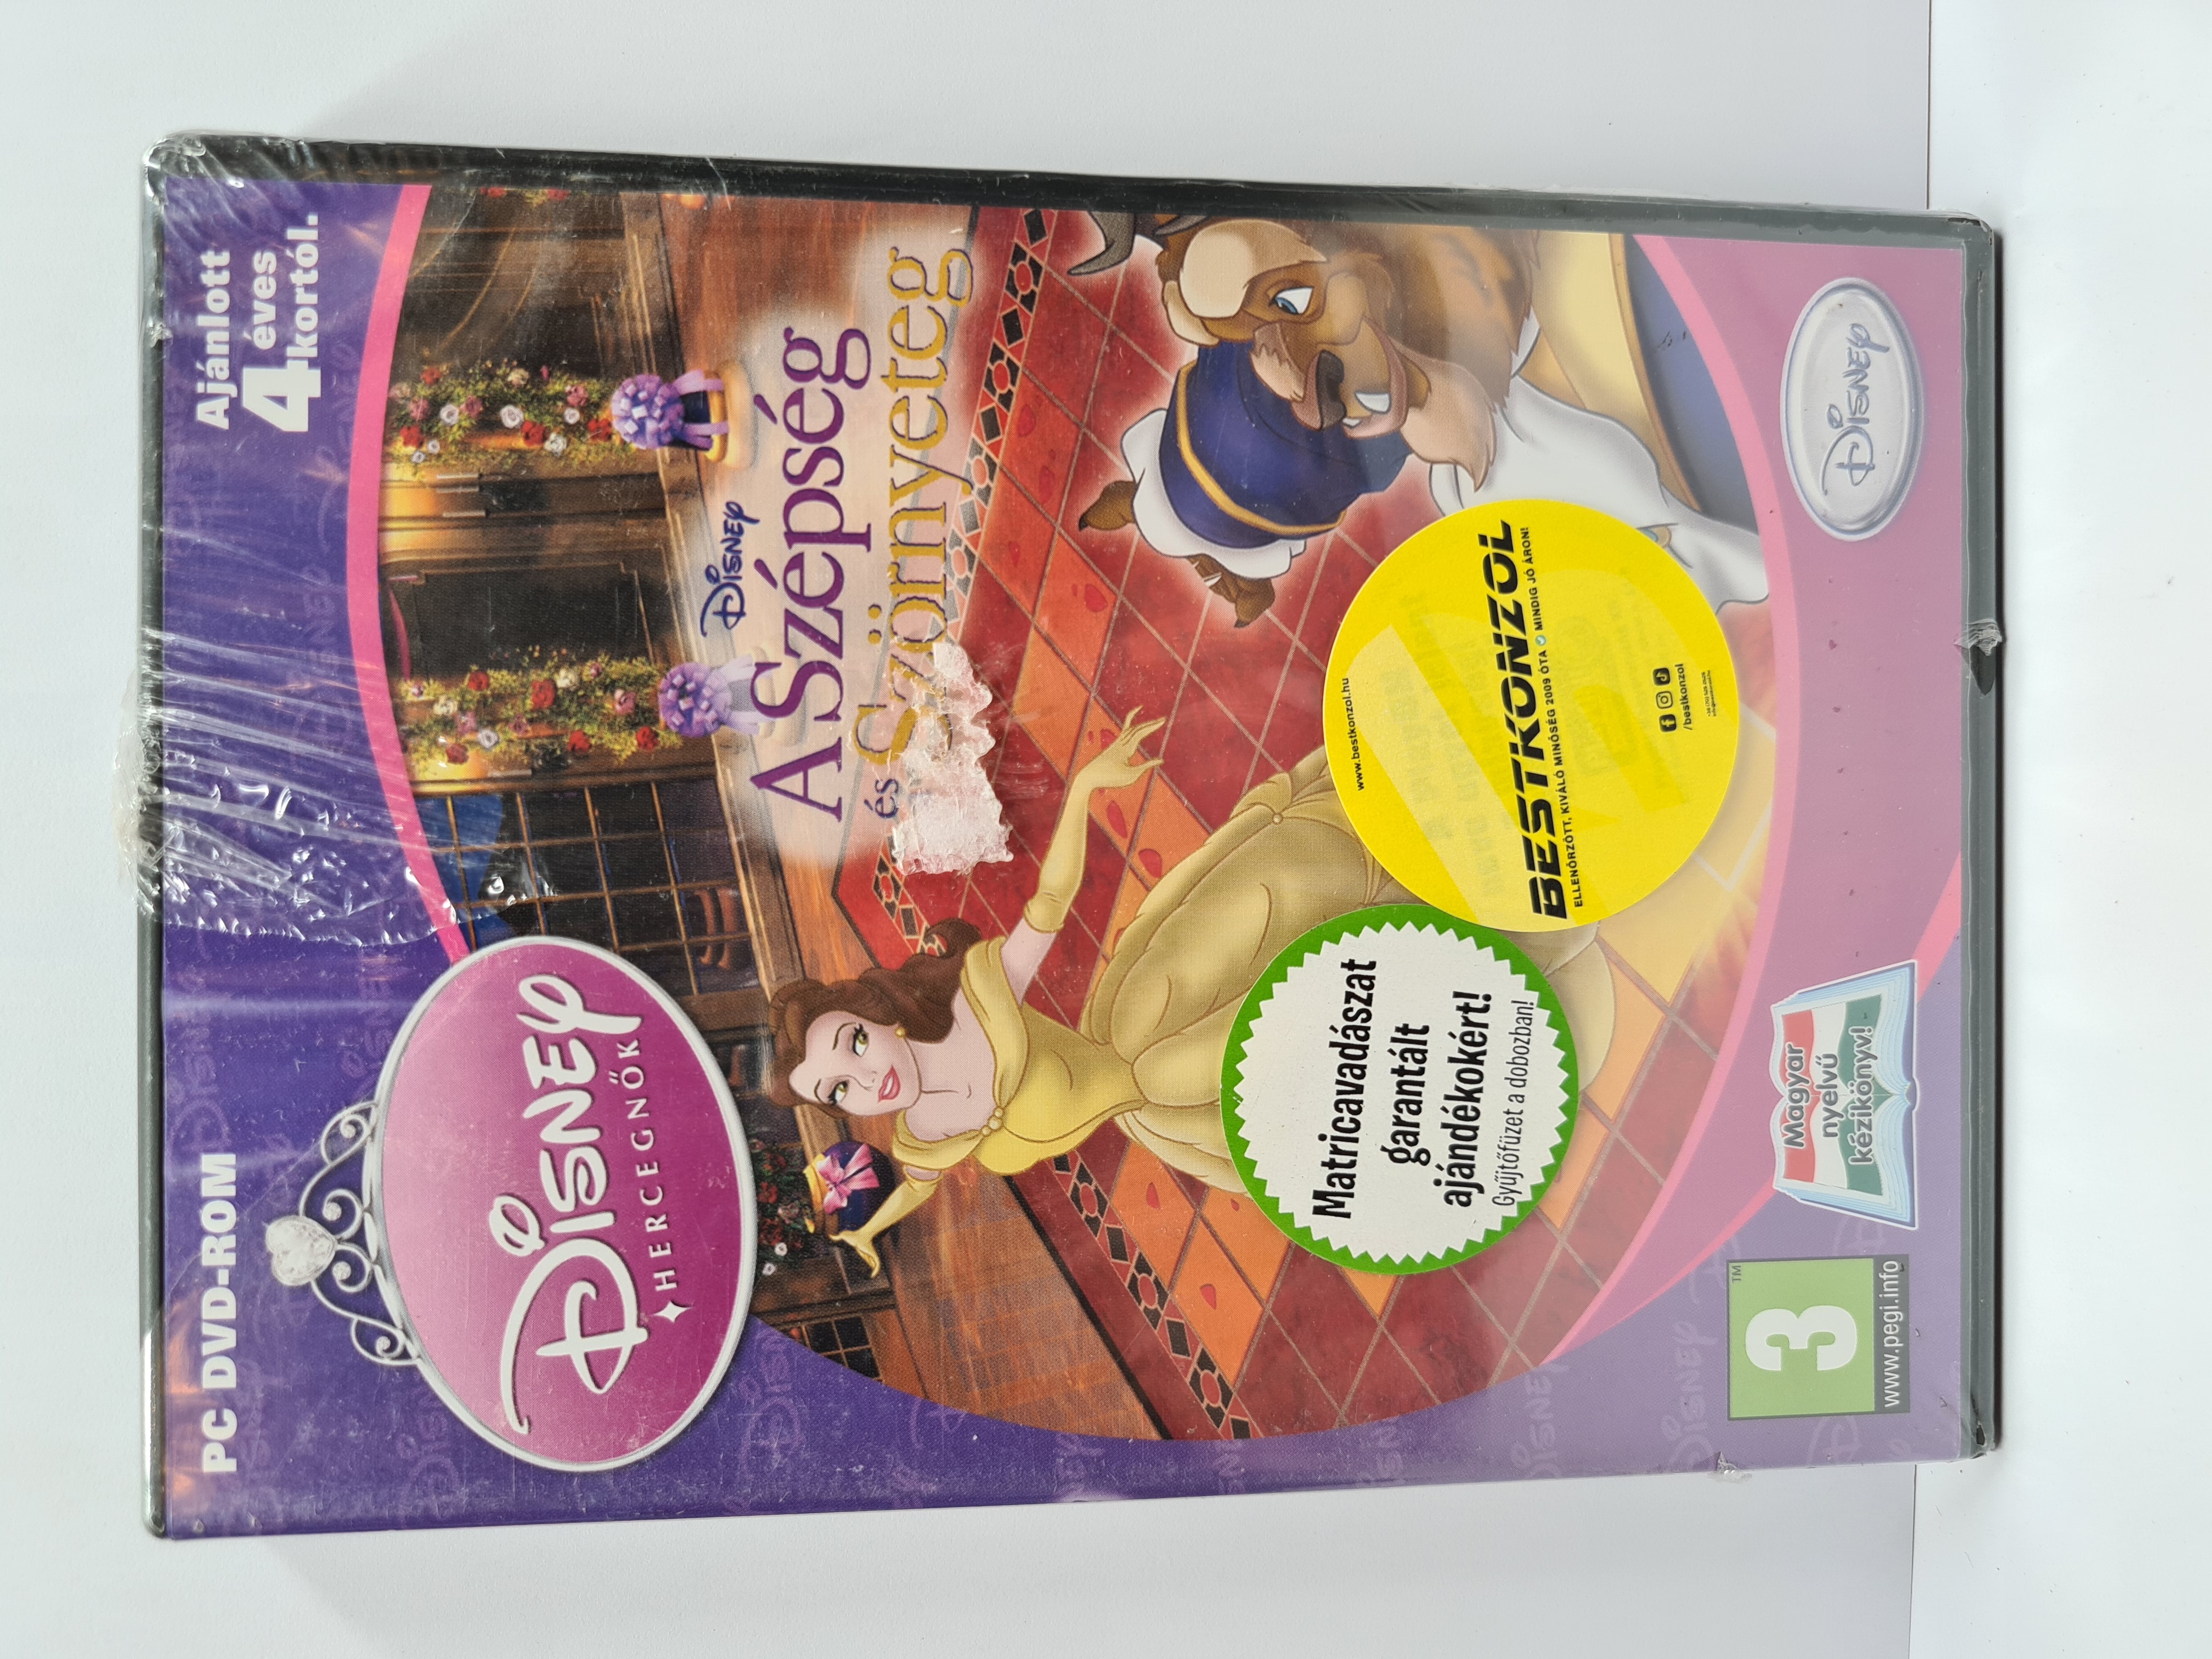 PC DVD-ROM
Ajánlott
4 éves
kortól.
Disney
HERCEGNŐK
Disney
A Szépség
és Szörnyeteg
Matricavadászat
garantált
ajándékokért!
Gyűjtőfüzet a dobozban!
www.bestkonzol.hu
BESTKONZOL
ELLENŐRZÖTT, KIVÁLÓ MINŐSÉG 2009 ÓTA MINDIG JÓ ÁRON!
/bestkonzol
3
TM
www.pegi.info
Magyar
nyelvű
kézikönyv!
Disney